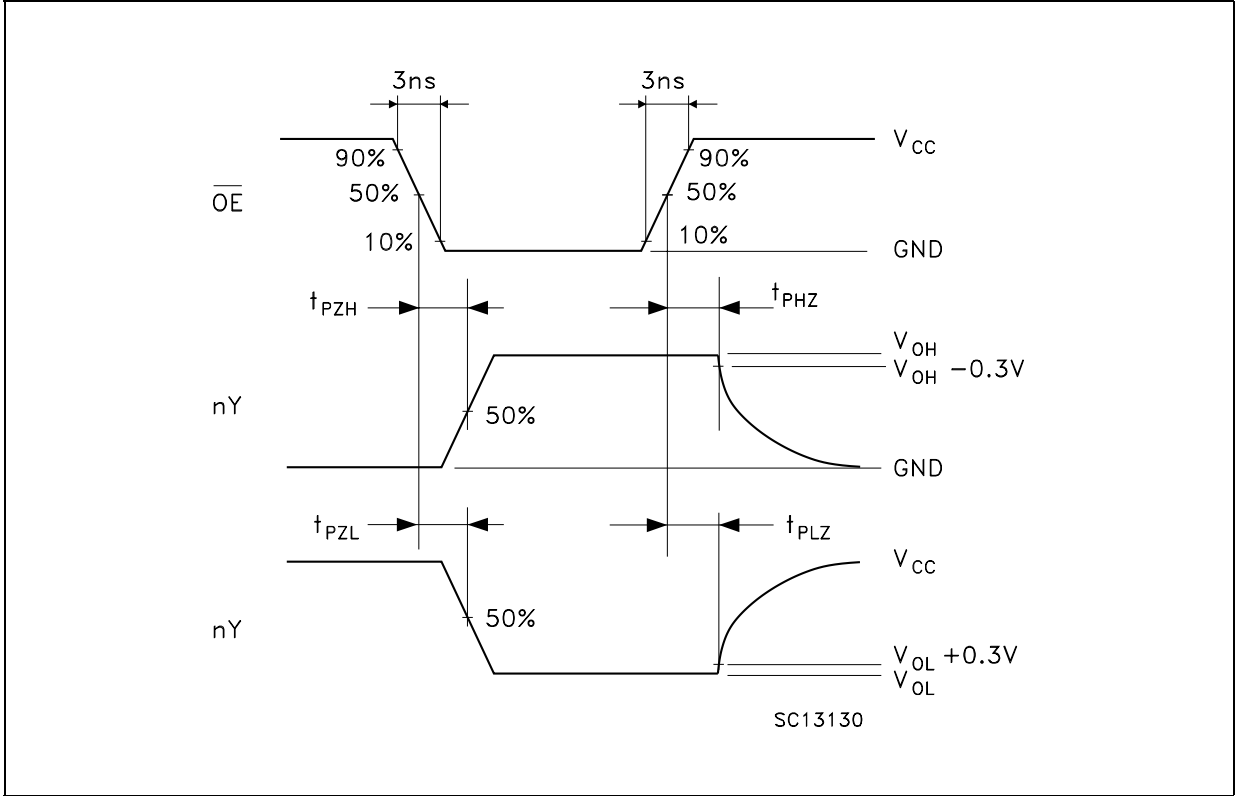 3ns 3ns
V_CC
90% 90%
50% 50%
O̅E̅
10% 10%
GND
t_PZH t_PHZ
V_OH
V_OH −0.3V
nY
50%
GND
t_PZL t_PLZ
V_CC
50%
nY
V_OL +0.3V
V_OL
SC13130